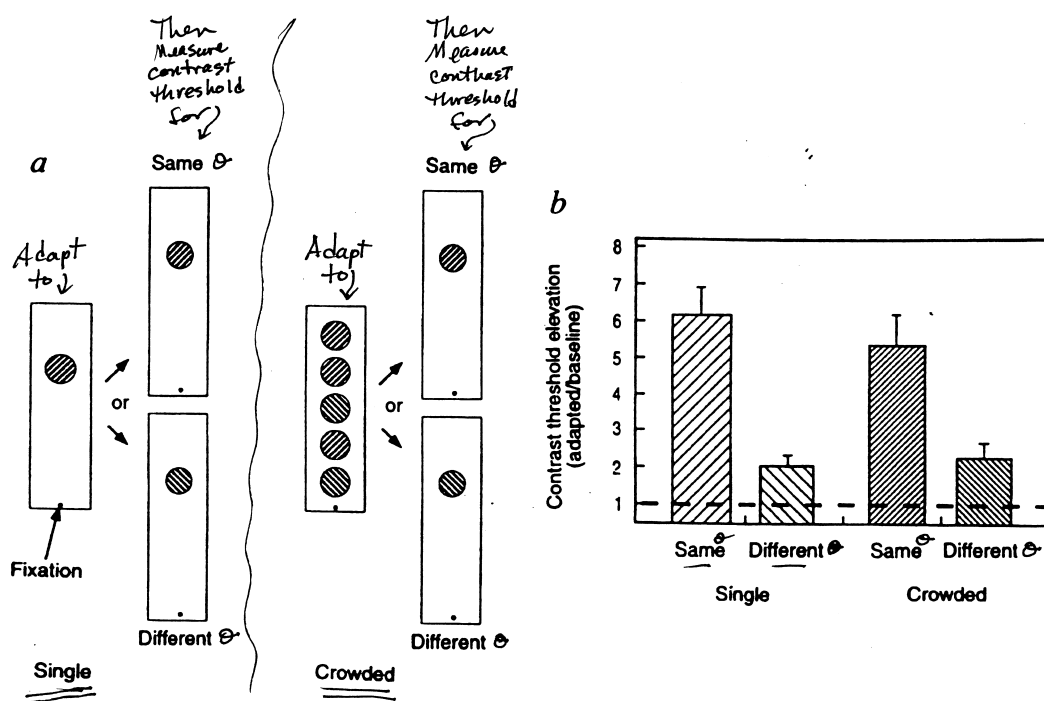 Then
Measure
contrast
threshold
for
Then
Measure
contrast
threshold
for
a
Same θ
Same θ
Adapt
to
Adapt
to
or
or
Fixation
Different θ
Different θ
Single
Crowded
b
Contrast threshold elevation
(adapted/baseline)
8
7
6
5
4
3
2
1
Same θ
Different θ
Same θ
Different θ
Single
Crowded